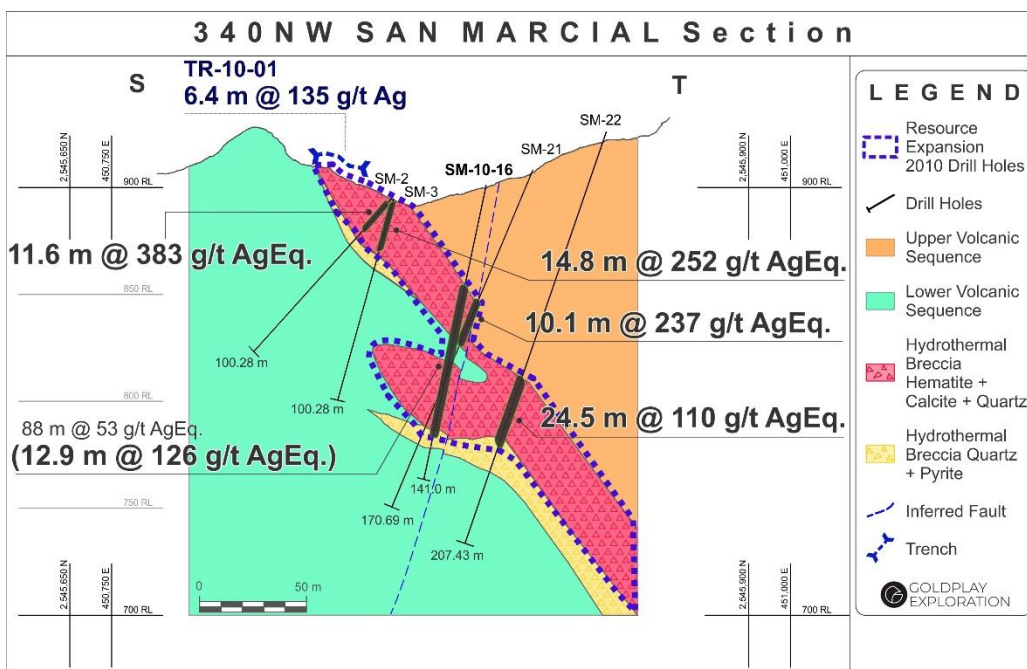 340NW SAN MARCIAL Section
S
T
TR-10-01
6.4 m @ 135 g/t Ag
SM-22
SM-21
SM-10-16
SM-2
SM-3
2,545,650 N
450,750 E
2,545,900 N
451,000 E
900 RL
900 RL
11.6 m @ 383 g/t AgEq.
14.8 m @ 252 g/t AgEq.
850 RL
10.1 m @ 237 g/t AgEq.
100.28 m
800 RL
100.28 m
88 m @ 53 g/t AgEq.
(12.9 m @ 126 g/t AgEq.)
24.5 m @ 110 g/t AgEq.
141.0 m
750 RL
170.69 m
207.43 m
2,545,650 N
450,750 E
2,545,900 N
451,000 E
0
50 m
700 RL
700 RL
LEGEND
Resource
Expansion
2010 Drill Holes
Drill Holes
Upper Volcanic
Sequence
Lower Volcanic
Sequence
Hydrothermal
Breccia
Hematite +
Calcite + Quartz
Hydrothermal
Breccia Quartz
+ Pyrite
Inferred Fault
Trench
GOLDPLAY
EXPLORATION